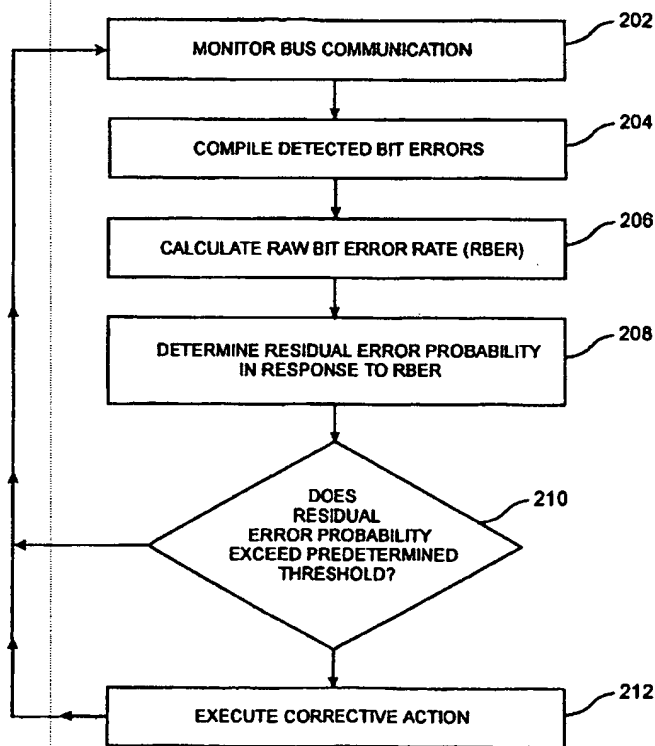 202
MONITOR BUS COMMUNICATION
204
COMPILE DETECTED BIT ERRORS
206
CALCULATE RAW BIT ERROR RATE (RBER)
208
DETERMINE RESIDUAL ERROR PROBABILITY
IN RESPONSE TO RBER
210
DOES
RESIDUAL
ERROR PROBABILITY
EXCEED PREDETERMINED
THRESHOLD?
212
EXECUTE CORRECTIVE ACTION